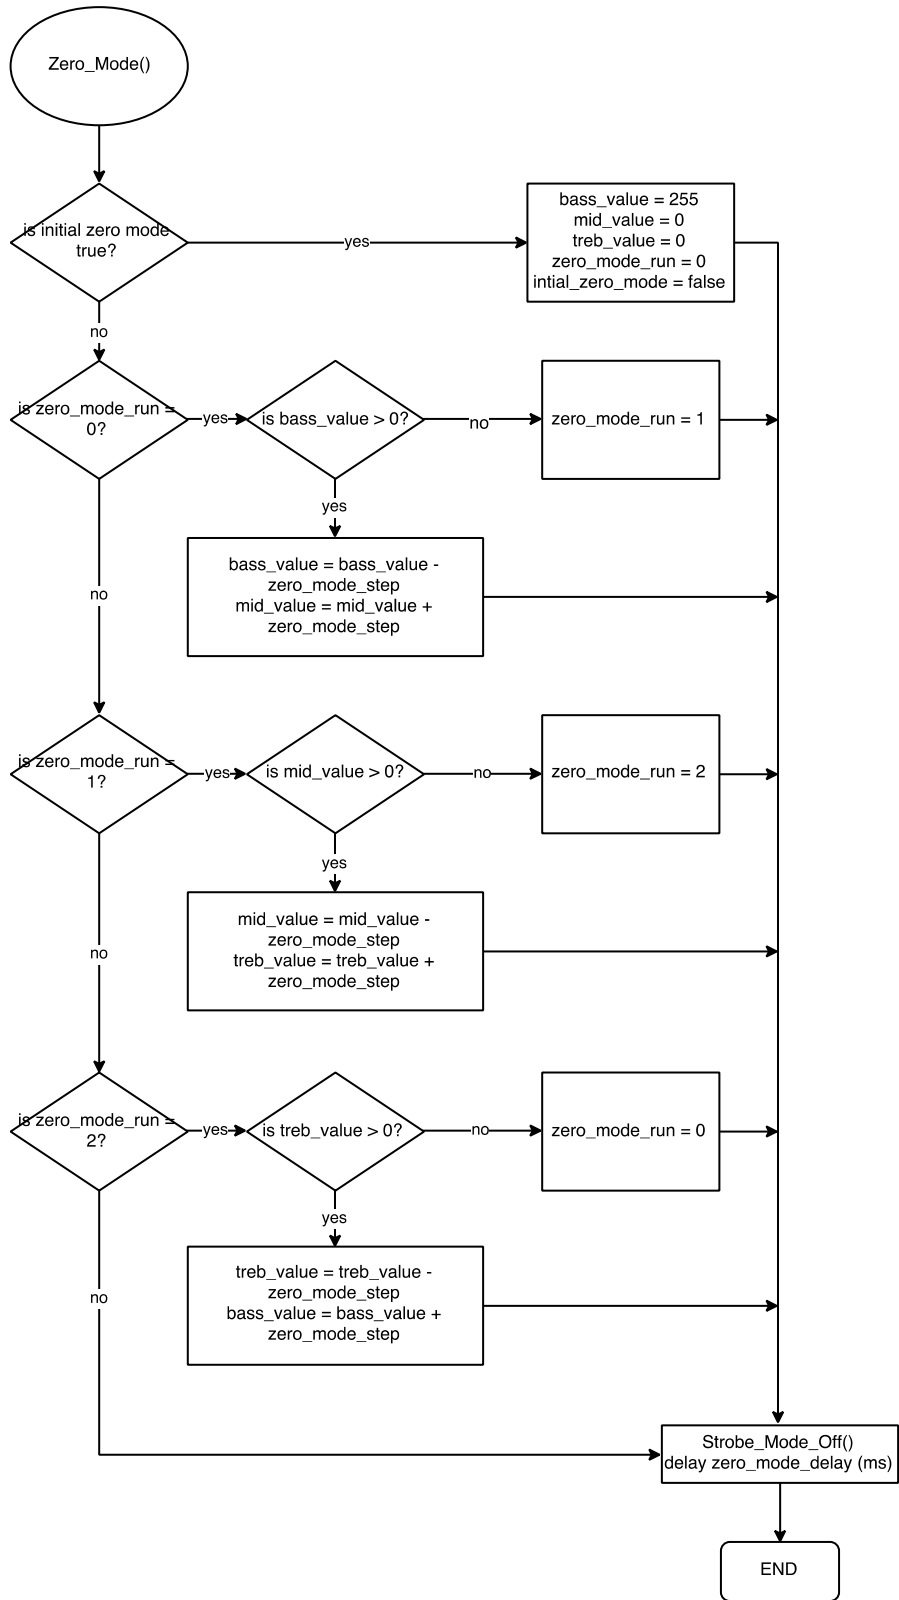 Zero_Mode()
is initial zero mode
true?
yes
bass_value = 255
mid_value = 0
treb_value = 0
zero_mode_run = 0
intial_zero_mode = false
no
is zero_mode_run =
0?
yes
is bass_value > 0?
no
zero_mode_run = 1
yes
bass_value = bass_value -
zero_mode_step
mid_value = mid_value +
zero_mode_step
no
is zero_mode_run =
1?
yes
is mid_value > 0?
no
zero_mode_run = 2
yes
mid_value = mid_value -
zero_mode_step
treb_value = treb_value +
zero_mode_step
no
is zero_mode_run =
2?
yes
is treb_value > 0?
no
zero_mode_run = 0
yes
treb_value = treb_value -
zero_mode_step
bass_value = bass_value +
zero_mode_step
no
Strobe_Mode_Off()
delay zero_mode_delay (ms)
END